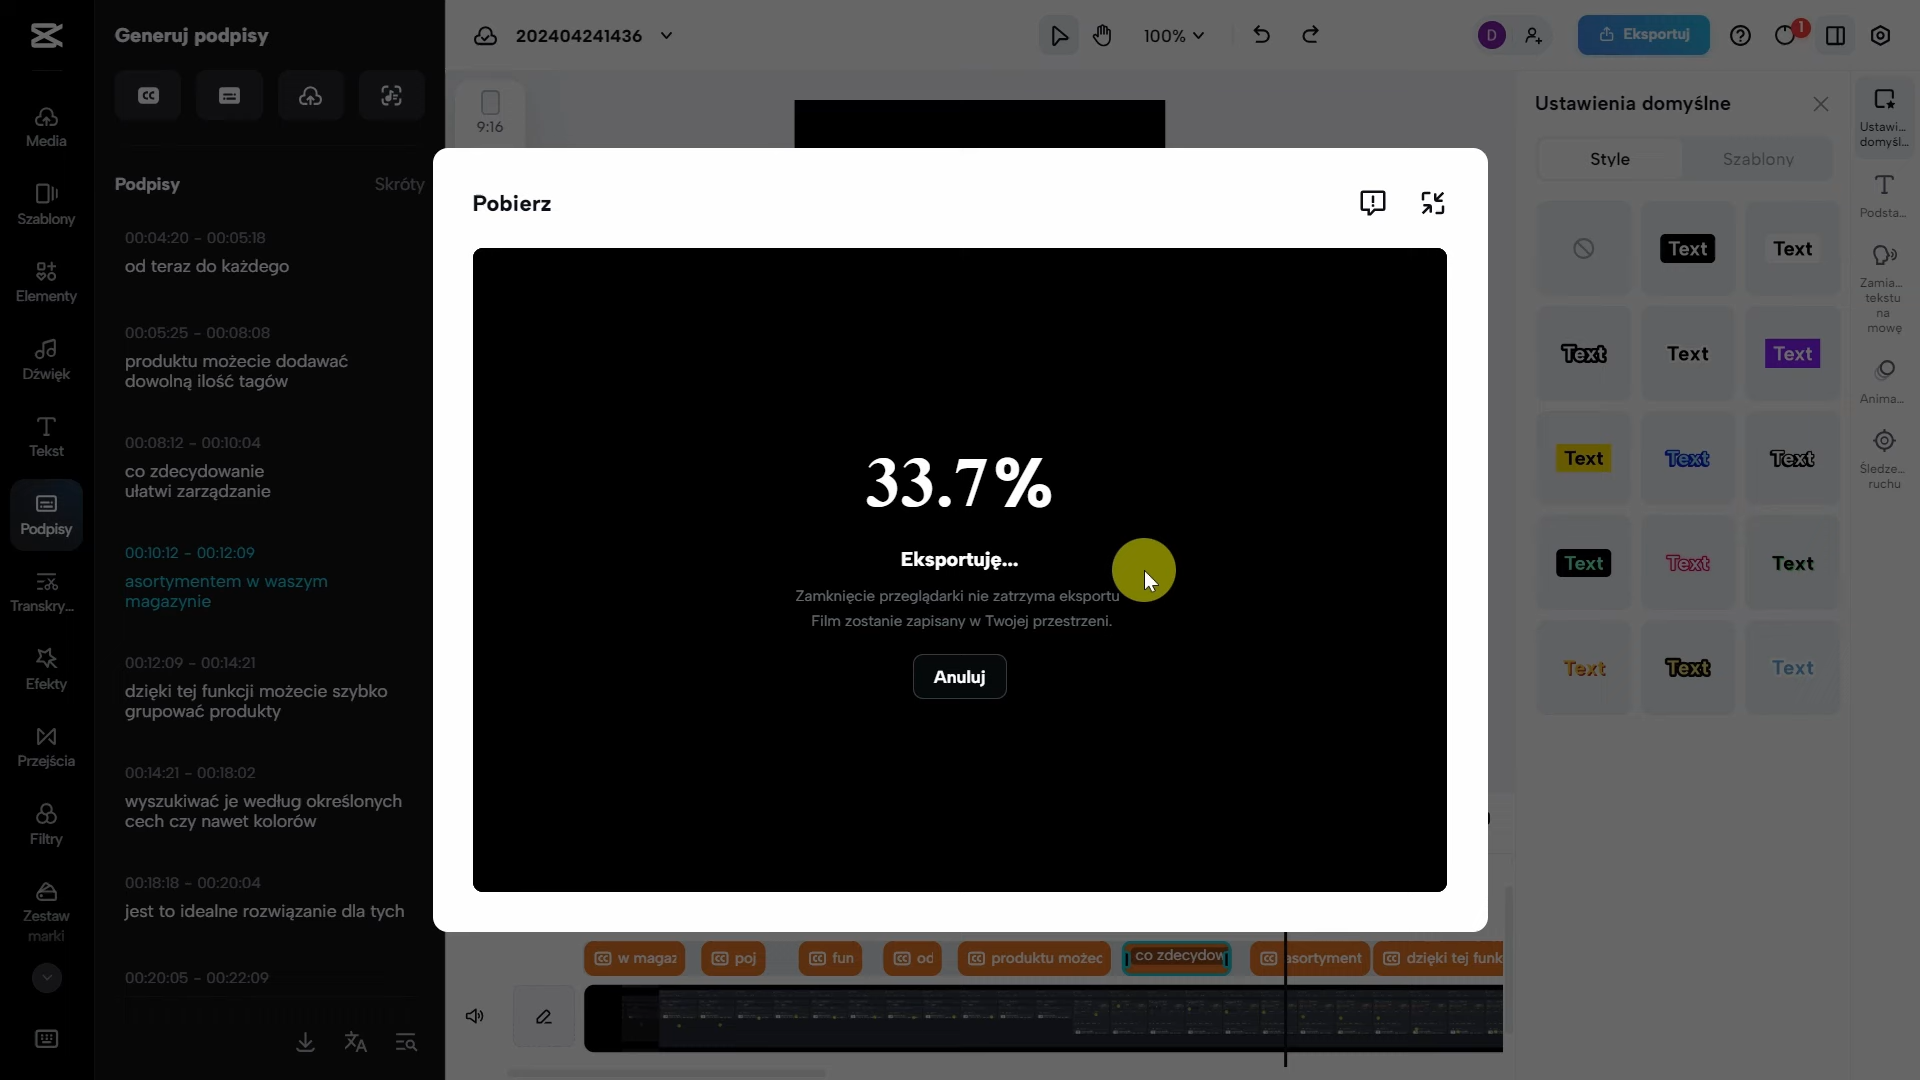 Generuj podpisy
202404241436
100%
D
Eksportuj
1
Media
Szablony
Elementy
Dźwięk
Tekst
Podpisy
Transkry...
Efekty
Przejścia
Filtry
Zestaw
marki
Podpisy
Skróty
00:04:20 – 00:05:18
od teraz do każdego
00:05:25 – 00:08:08
produktu możecie dodawać
dowolną ilość tagów
00:08:12 – 00:10:04
co zdecydowanie
ułatwi zarządzanie
00:10:12 – 00:12:09
asortymentem w waszym
magazynie
00:12:09 – 00:14:21
dzięki tej funkcji możecie szybko
grupować produkty
00:14:21 – 00:18:02
wyszukiwać je według określonych
cech czy nawet kolorów
00:18:18 – 00:20:04
jest to idealne rozwiązanie dla tych
00:20:05 – 00:22:09
9:16
Pobierz
33.7%
Eksportuję...
Zamknięcie przeglądarki nie zatrzyma eksportu
Film zostanie zapisany w Twojej przestrzeni.
Anuluj
w magaz
poj
fun
od
produktu możec
co zdecydow
asortyment
dzięki tej funk
Ustawienia domyślne
Style
Szablony
Text
Text
Text
Text
Text
Text
Text
Text
Text
Text
Text
Text
Text
Text
Ustawi...
domyśl...
Podsta...
Zamia...
tekstu
na
mowę
Anima...
Śledze...
ruchu